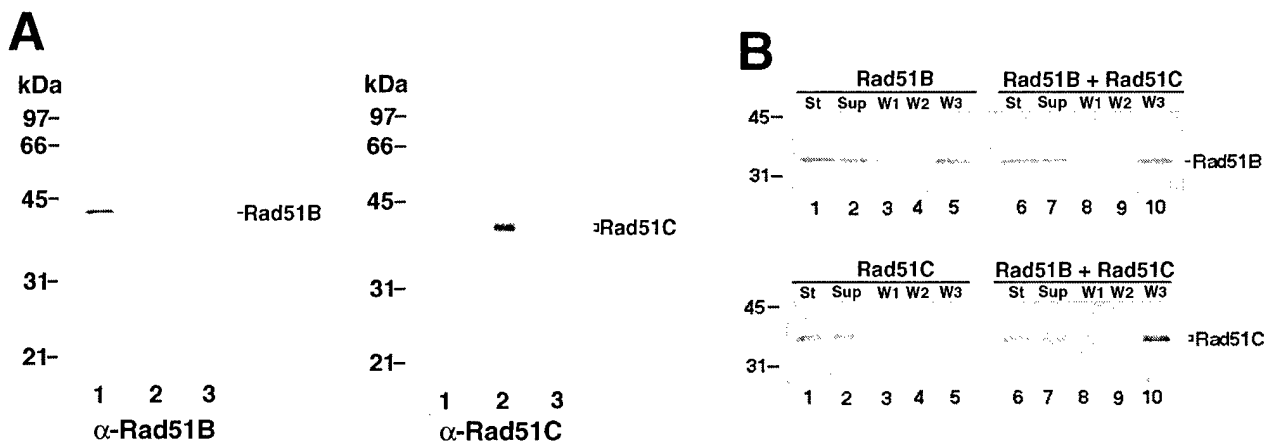 A
kDa
97–
66–
45–
31–
21–
-Rad51B
1 2 3
α-Rad51B
kDa
97–
66–
45–
31–
21–
Rad51C
1 2 3
α-Rad51C
B
Rad51B Rad51B + Rad51C
St Sup W1 W2 W3 St Sup W1 W2 W3
45–
31–
-Rad51B
1 2 3 4 5 6 7 8 9 10
Rad51C Rad51B + Rad51C
St Sup W1 W2 W3 St Sup W1 W2 W3
45–
31–
Rad51C
1 2 3 4 5 6 7 8 9 10